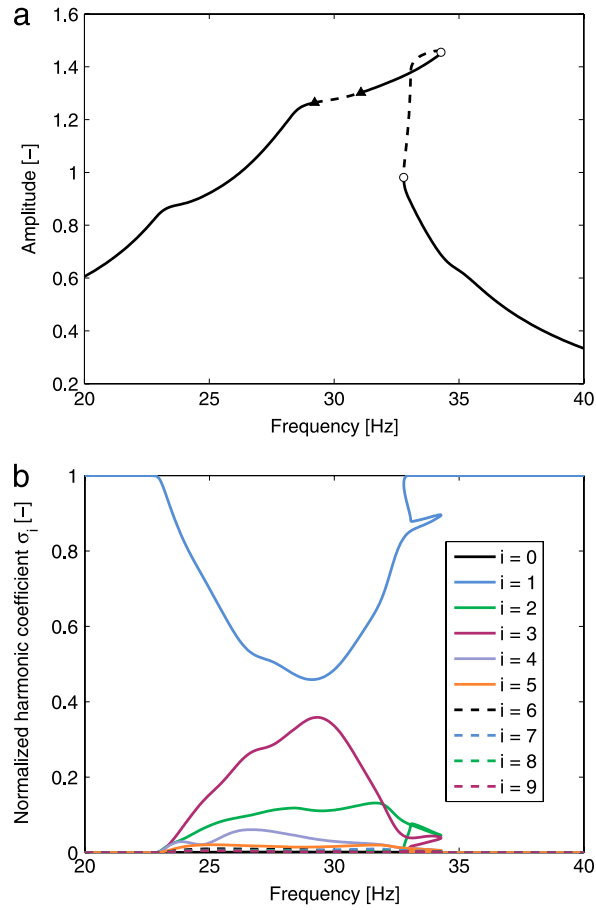 a
1.6
1.4
1.2
1
0.8
0.6
0.4
0.2
Amplitude [–]
20 25 30 35 40
Frequency [Hz]
b
1
0.8
0.6
0.4
0.2
0
Normalized harmonic coefficient σi [–]
i = 0
i = 1
i = 2
i = 3
i = 4
i = 5
i = 6
i = 7
i = 8
i = 9
20 25 30 35 40
Frequency [Hz]